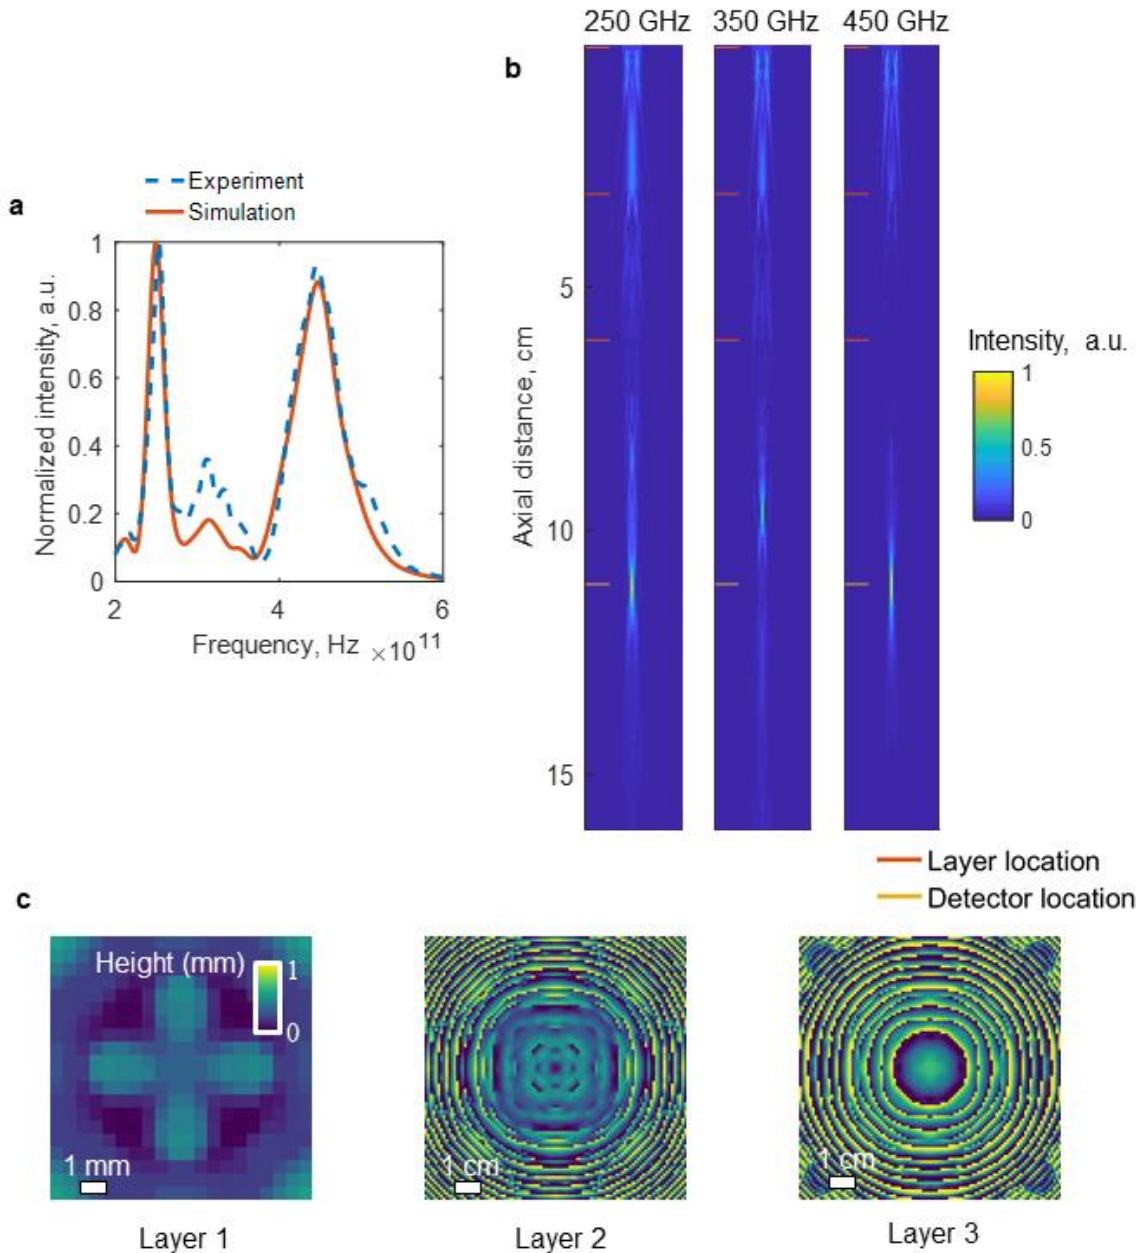 250 GHz 350 GHz 450 GHz
b
Experiment
Simulation
a
1
0.8
0.6
0.4
0.2
0
Normalized intensity, a.u.
2 4 6
Frequency, Hz ×10¹¹
5
10
15
Axial distance, cm
Intensity, a.u.
1
0.5
0
Layer location
Detector location
c
Height (mm)
1
0
1 mm
1 cm
1 cm
Layer 1
Layer 2
Layer 3